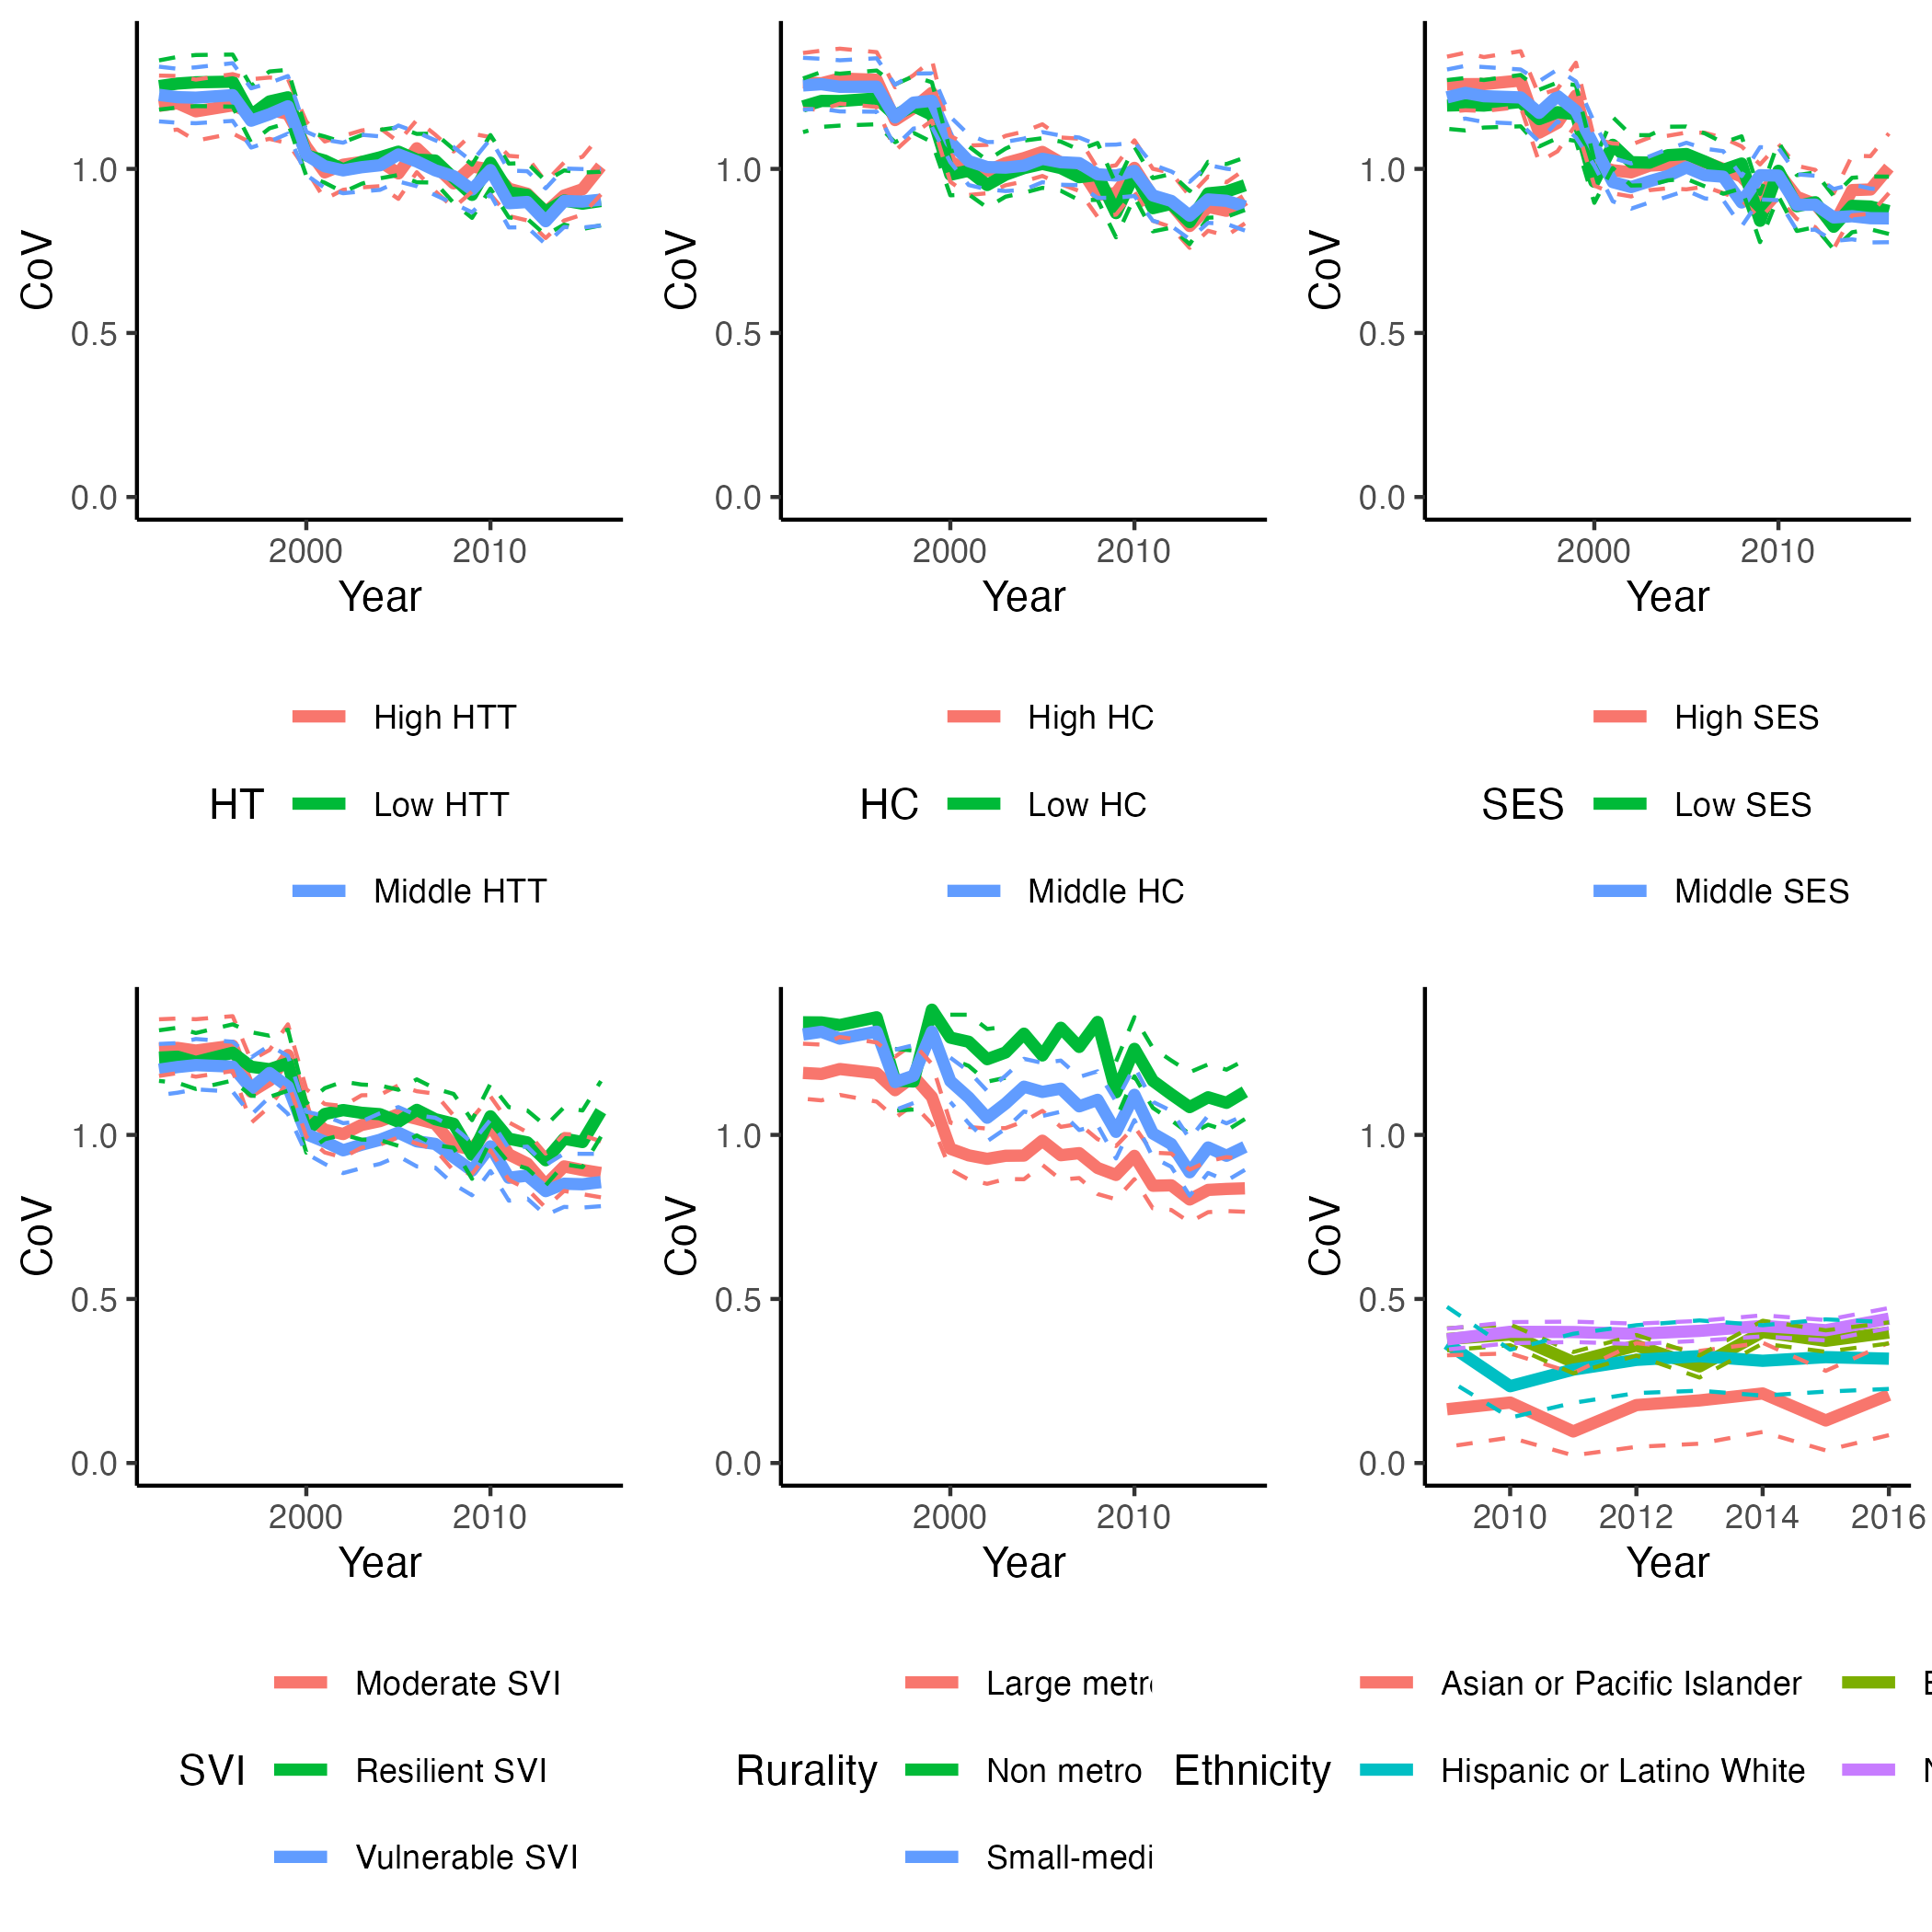 CoV
1.0
0.5
0.0
2000 2010
Year
HT
High HTT
Low HTT
Middle HTT
CoV
1.0
0.5
0.0
2000 2010
Year
HC
High HC
Low HC
Middle HC
CoV
1.0
0.5
0.0
2000 2010
Year
SES
High SES
Low SES
Middle SES
CoV
1.0
0.5
0.0
2000 2010
Year
SVI
Moderate SVI
Resilient SVI
Vulnerable SVI
CoV
1.0
0.5
0.0
2000 2010
Year
Rurality
Large metr
Non metro
Small-medi
CoV
0.5
1.0
0.0
2010 2012 2014 2016
Year
Ethnicity
Asian or Pacific Islander
Hispanic or Latino White